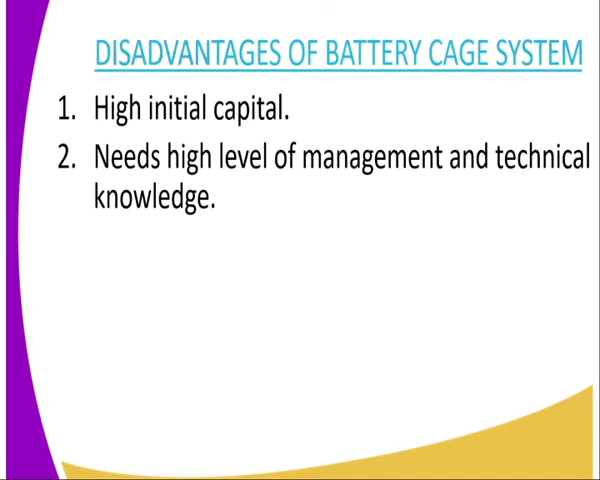 DISADVANTAGES OF BATTERY CAGE SYSTEM
1. High initial capital.
2. Needs high level of management and technical
knowledge.